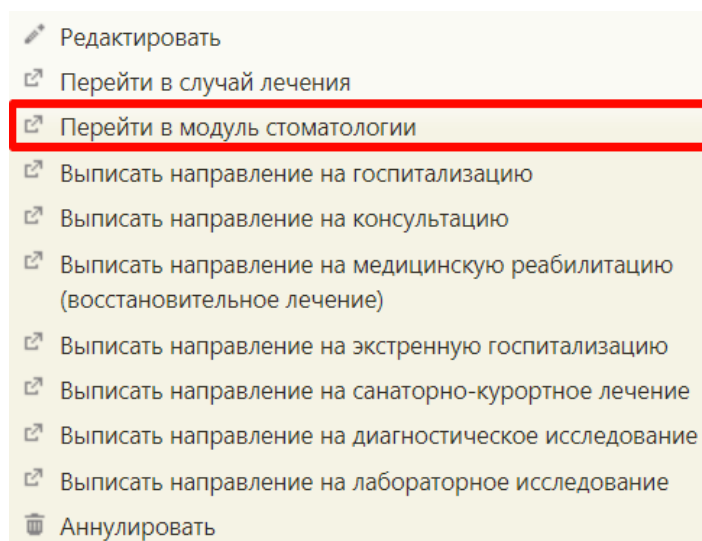 Редактировать
Перейти в случай лечения
Перейти в модуль стоматологии
Выписать направление на госпитализацию
Выписать направление на консультацию
Выписать направление на медицинскую реабилитацию
(восстановительное лечение)
Выписать направление на экстренную госпитализацию
Выписать направление на санаторно-курортное лечение
Выписать направление на диагностическое исследование
Выписать направление на лабораторное исследование
Аннулировать